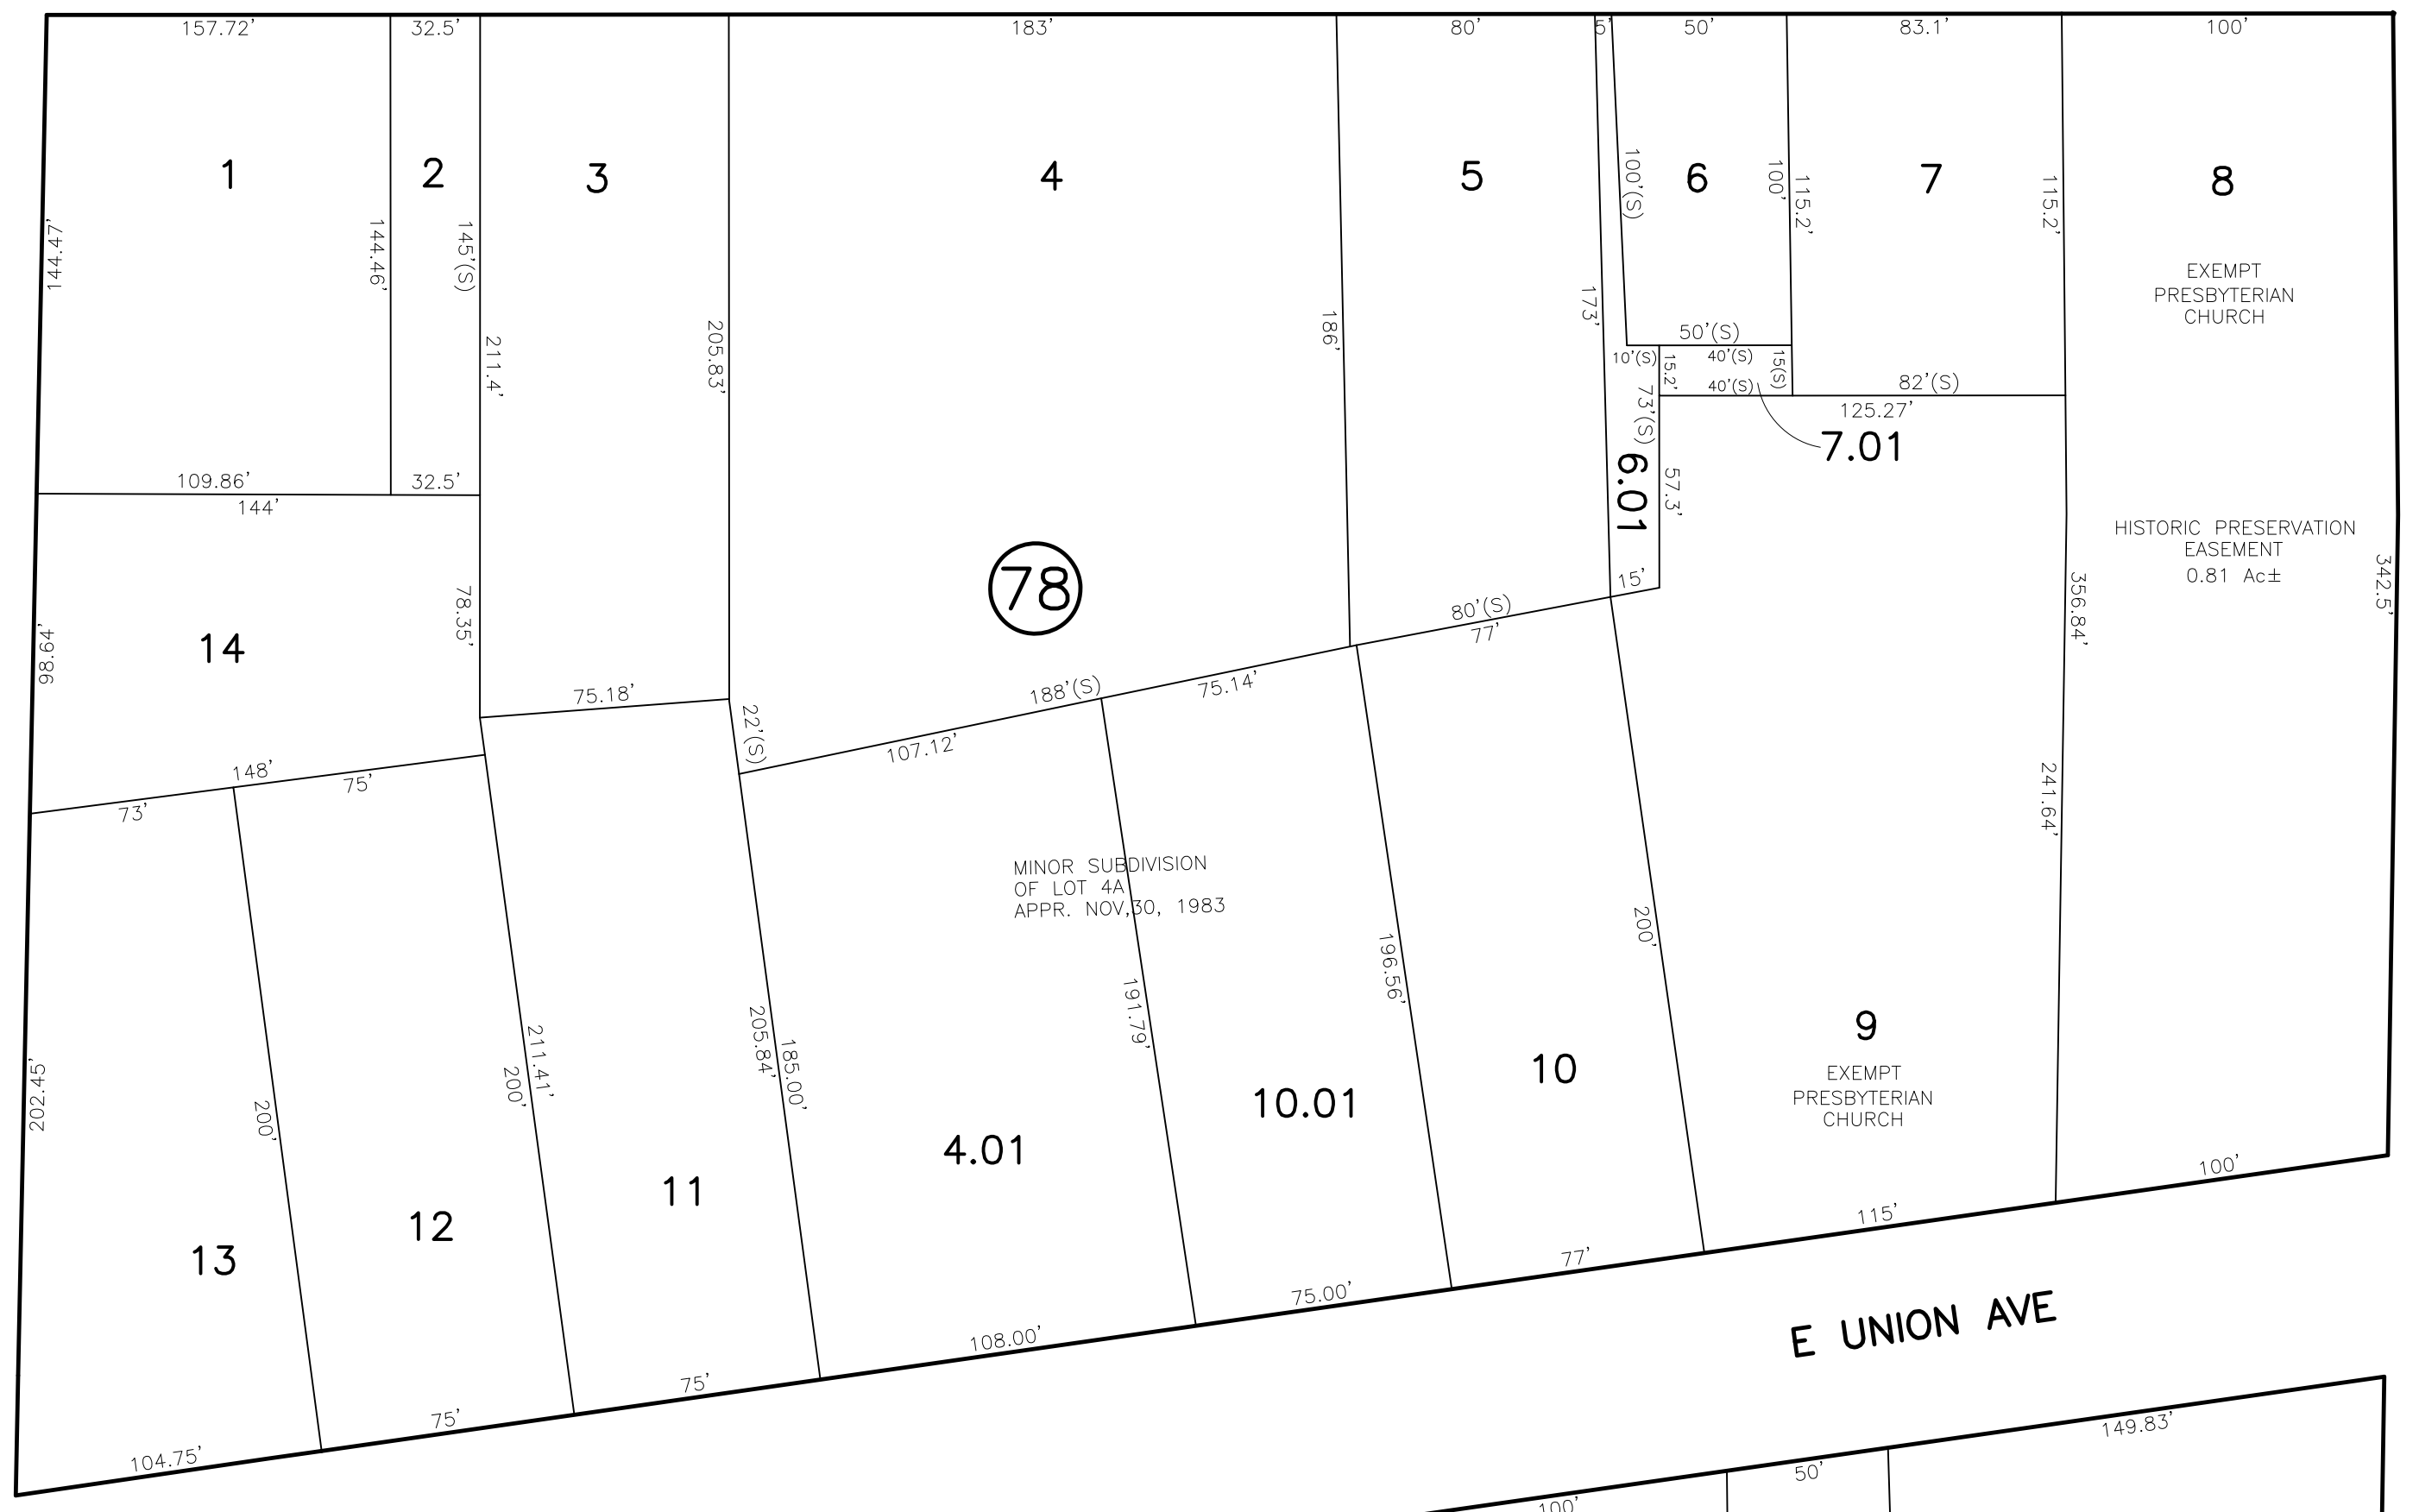 157.72' 32.5' 183' 80' 5' 50' 83.1' 100'
1 2 3 4 5 6 7 8
144.47'
144.46'
145'(S)
211.4'
205.83'
186'
173'
100'(S)
100'
115.2'
115.2'
EXEMPT
PRESBYTERIAN
CHURCH
50'(S)
10'(S)
15.2'
40'(S)
40'(S)
15(S)
82'(S)
125.27'
7.01
73'(S)
6.01
57.3'
15'
109.86' 32.5'
144'
HISTORIC PRESERVATION
EASEMENT
0.81 Ac±
342.5'
356.84'
241.64'
78
14
98.64'
78.35'
75.18'
22'(S)
188'(S)
107.12'
75.14'
80'(S)
77'
148'
73'
75'
MINOR SUBDIVISION
OF LOT 4A
APPR. NOV,30, 1983
202.45'
200'
200'
211.41'
205.84'
185.00'
191.79'
196.56'
200'
9
EXEMPT
PRESBYTERIAN
CHURCH
10
10.01
4.01
11
12
13
104.75'
75'
75'
108.00'
75.00'
77'
115'
100'
E UNION AVE
100'
50'
149.83'